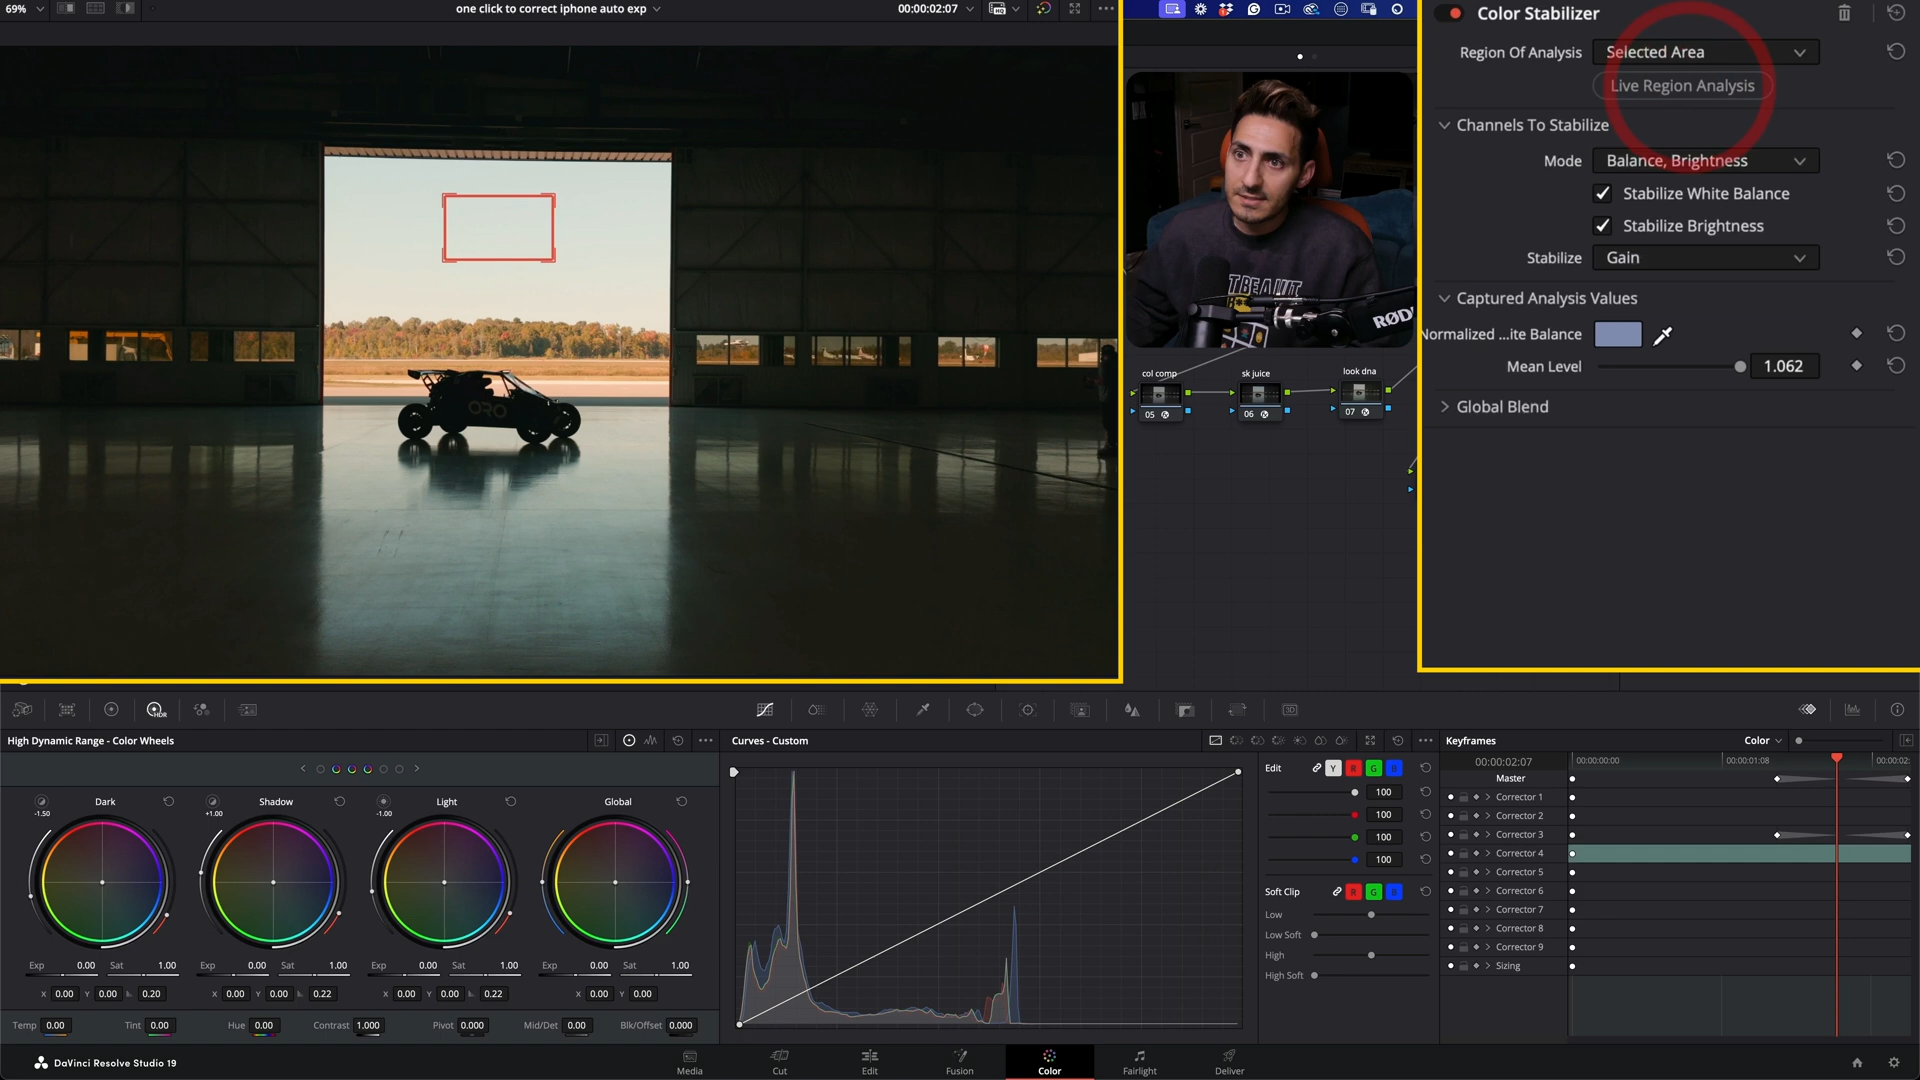 69%
one click to correct iphone auto exp
00:00:02:07
Color Stabilizer
Region Of Analysis
Selected Area
Live Region Analysis
Channels To Stabilize
Mode
Balance, Brightness
Stabilize White Balance
Stabilize Brightness
Stabilize
Gain
Captured Analysis Values
Normalized ...ite Balance
Mean Level
1.062
Global Blend
ORO
RØD
col comp
sk juice
look dna
05
06
07
HDR
High Dynamic Range - Color Wheels
Curves - Custom
Keyframes
Color
Dark
Shadow
Light
Global
-1.50
+1.00
-1.00
Exp 0.00 Sat 1.00
Exp 0.00 Sat 1.00
Exp 0.00 Sat 1.00
Exp 0.00 Sat 1.00
X 0.00 Y 0.00 0.20
X 0.00 Y 0.00 0.22
X 0.00 Y 0.00 0.22
X 0.00 Y 0.00
Temp 0.00
Tint 0.00
Hue 0.00
Contrast 1.000
Pivot 0.000
Mid/Det 0.00
Blk/Offset 0.000
Edit
Y R G B
100
100
100
100
Soft Clip
R G B
Low
Low Soft
High
High Soft
00:00:02:07
00:00:00:00
00:00:01:08
00:00:02:
Master
Corrector 1
Corrector 2
Corrector 3
Corrector 4
Corrector 5
Corrector 6
Corrector 7
Corrector 8
Corrector 9
Sizing
DaVinci Resolve Studio 19
Media
Cut
Edit
Fusion
Color
Fairlight
Deliver